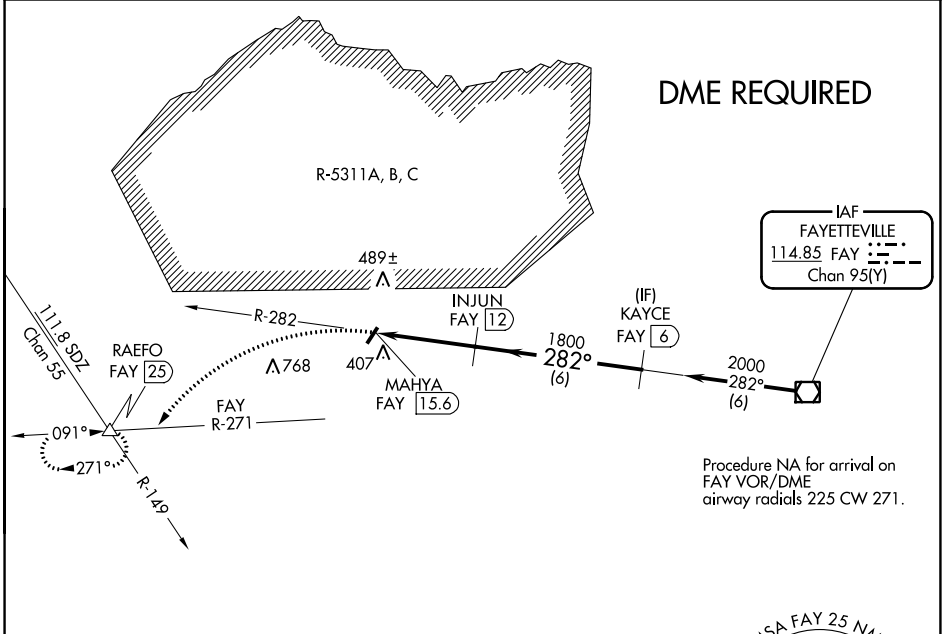 DME REQUIRED
R-5311A, B, C
IAF
FAYETTEVILLE
114.85 FAY
Chan 95(Y)
489±
INJUN
FAY 12
(IF)
KAYCE
FAY 6
R-282
1800
282°
(6)
2000
282°
(6)
111.8 SDZ
Chan 55
RAEFO
FAY 25
768
407
MAHYA
FAY 15.6
FAY
R-271
091°
271°
R-149
Procedure NA for arrival on
FAY VOR/DME
airway radials 225 CW 271.
FAY 25